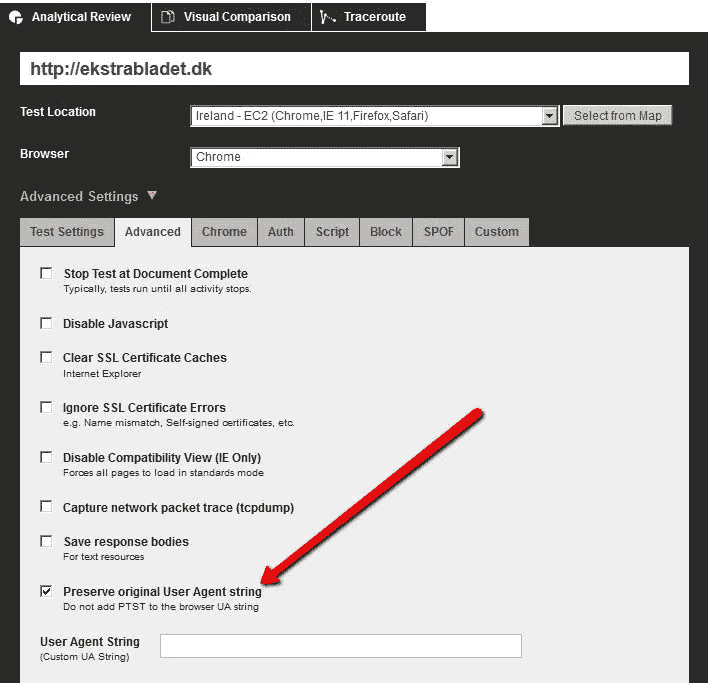 Analytical Review Visual Comparison Traceroute
http://ekstrabladet.dk
Test Location Ireland - EC2 (Chrome,IE 11,Firefox,Safari) Select from Map
Browser Chrome
Advanced Settings
Test Settings Advanced Chrome Auth Script Block SPOF Custom
Stop Test at Document Complete
Typically, tests run until all activity stops.
Disable Javascript
Clear SSL Certificate Caches
Internet Explorer
Ignore SSL Certificate Errors
e.g. Name mismatch, Self-signed certificates, etc.
Disable Compatibility View (IE Only)
Forces all pages to load in standards mode
Capture network packet trace (tcpdump)
Save response bodies
For text resources
Preserve original User Agent string
Do not add PTST to the browser UA string
User Agent String
(Custom UA String)